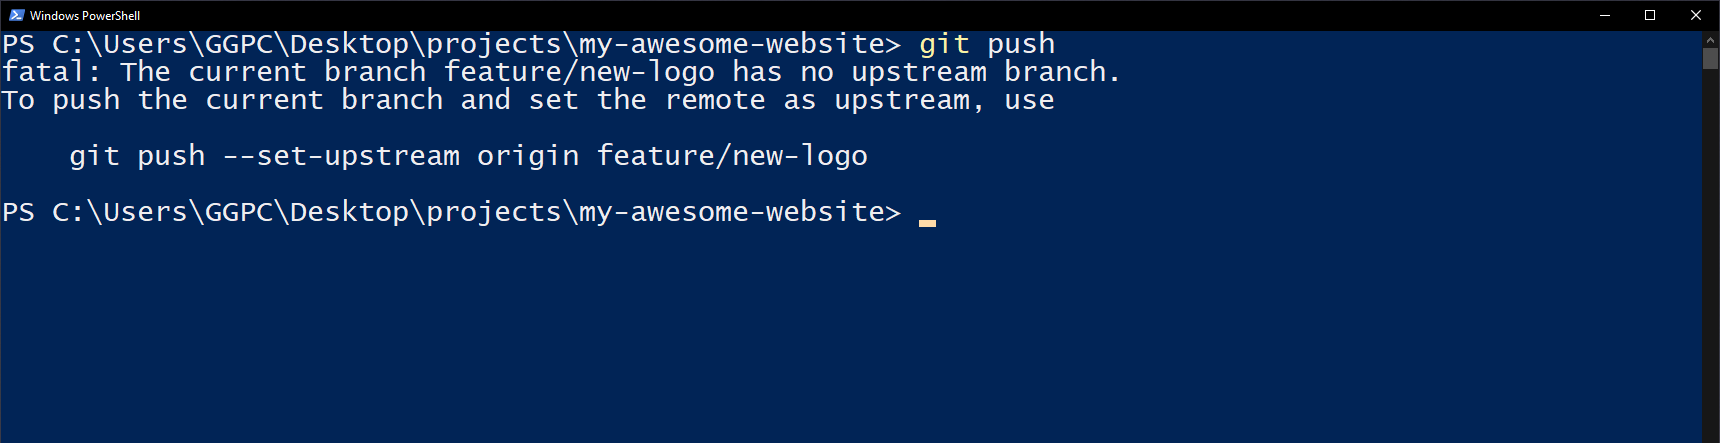 Windows PowerShell
PS C:\Users\GGPC\Desktop\projects\my-awesome-website> git push
fatal: The current branch feature/new-logo has no upstream branch.
To push the current branch and set the remote as upstream, use
    git push --set-upstream origin feature/new-logo
PS C:\Users\GGPC\Desktop\projects\my-awesome-website>